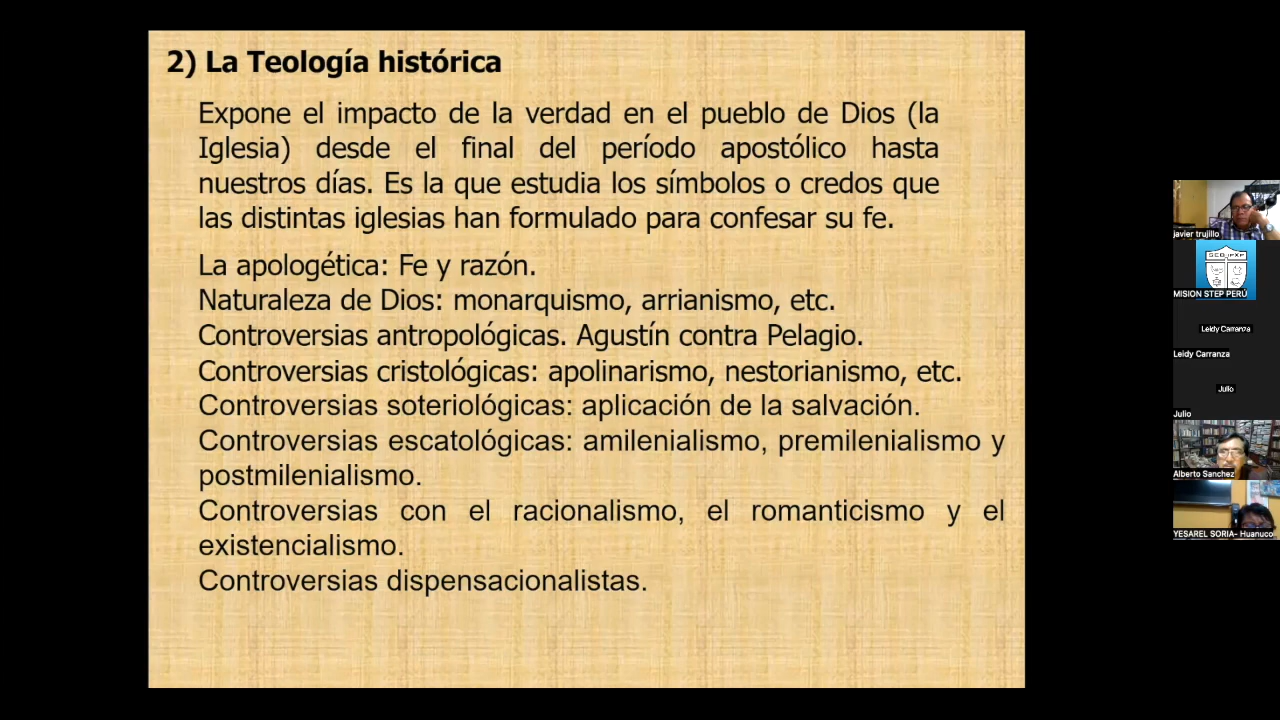 2) La Teología histórica
Expone el impacto de la verdad en el pueblo de Dios (la
Iglesia) desde el final del período apostólico hasta
nuestros días. Es la que estudia los símbolos o credos que
las distintas iglesias han formulado para confesar su fe.
La apologética: Fe y razón.
Naturaleza de Dios: monarquismo, arrianismo, etc.
Controversias antropológicas. Agustín contra Pelagio.
Controversias cristológicas: apolinarismo, nestorianismo, etc.
Controversias soteriológicas: aplicación de la salvación.
Controversias escatológicas: amilenialismo, premilenialismo y
postmilenialismo.
Controversias con el racionalismo, el romanticismo y el
existencialismo.
Controversias dispensacionalistas.
javier trujillo
MISION STEP PERÚ
Leidy Carranza
Leidy Carranza
Julio
Julio
Alberto Sanchez
YESAREL SORIA- Huanuco